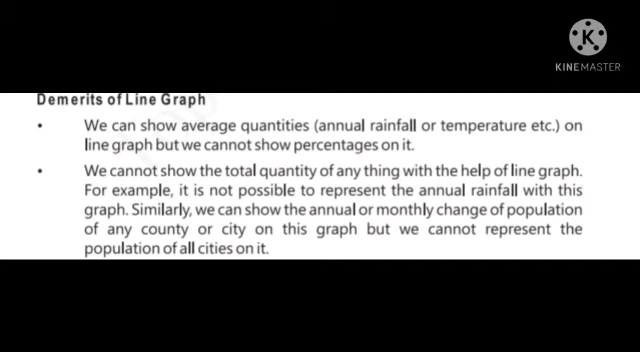 KINEMASTER
Demerits of Line Graph
• We can show average quantities (annual rainfall or temperature etc.) on
line graph but we cannot show percentages on it.
• We cannot show the total quantity of any thing with the help of line graph.
For example, it is not possible to represent the annual rainfall with this
graph. Similarly, we can show the annual or monthly change of population
of any county or city on this graph but we cannot represent the
population of all cities on it.